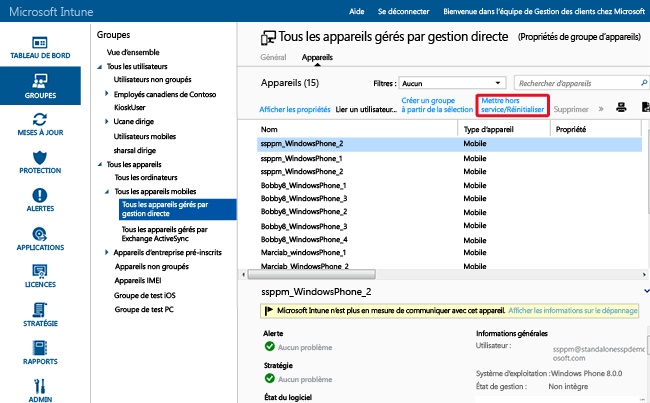 Microsoft Intune
Aide
Se déconnecter
Bienvenue dans l'équipe de Gestion des clients chez Microsoft
TABLEAU DE BORD
GROUPES
MISES À JOUR
PROTECTION
ALERTES
APPLICATIONS
LICENCES
STRATÉGIE
RAPPORTS
ADMIN
Groupes
Vue d'ensemble
Tous les utilisateurs
Utilisateurs non groupés
Employés canadiens de Contoso
KioskUser
Ucane dirige
Utilisateurs mobiles
sharsal dirige
Tous les appareils
Tous les ordinateurs
Tous les appareils mobiles
Tous les appareils gérés par
gestion directe
Tous les appareils gérés par
Exchange ActiveSync
Appareils d'entreprise pré-inscrits
Appareils non groupés
Appareils IMEI
Groupe de test iOS
Groupe de test PC
Tous les appareils gérés par gestion directe (Propriétés de groupe d'appareils)
Général
Appareils
Appareils (15)
Filtres :
Aucun
Rechercher d'appareils
Afficher les propriétés
Lier un utilisateur...
Créer un groupe
à partir de la sélection
Mettre hors
service/Réinitialiser
Supprimer
»
Nom Type d'appareil Propriété
ssppm_WindowsPhone_2 Mobile
ssppm_WindowsPhone_1 Mobile
ssppm_WindowsPhone_2 Mobile
Bobby8_WindowsPhone_1 Mobile
Bobby8_WindowsPhone_3 Mobile
Bobby8_WindowsPhone_2 Mobile
Bobby8_WindowsPhone_3 Mobile
Bobby8_WindowsPhone_4 Mobile
Marciab_windowsPhone_1 Mobile
Marciab_WindowsPhone_2 Mobile
ssppm_WindowsPhone_2
Microsoft Intune n'est plus en mesure de communiquer avec cet appareil. Afficher les informations sur le dépannage
Alerte
Aucun problème
Stratégie
Aucun problème
État du logiciel
Informations générales
Utilisateur : ssppm@standalonesspdemo
osoft.com
Système d'exploitation : Windows Phone 8.0.0
État de gestion : Non intègre